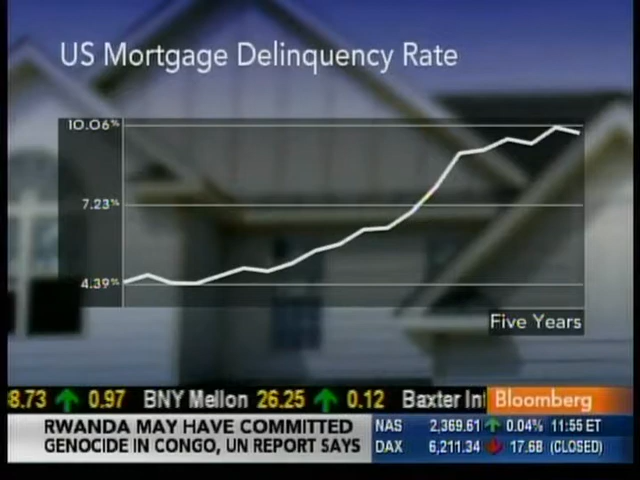 US Mortgage Delinquency Rate
10.06%
7.23%
4.39%
Five Years
8.73 0.97 BNY Mellon 26.25 0.12 Baxter Int
Bloomberg
RWANDA MAY HAVE COMMITTED
GENOCIDE IN CONGO, UN REPORT SAYS
NAS 2,369.61 0.04% 11:55 ET
DAX 6,211.34 17.68 (CLOSED)